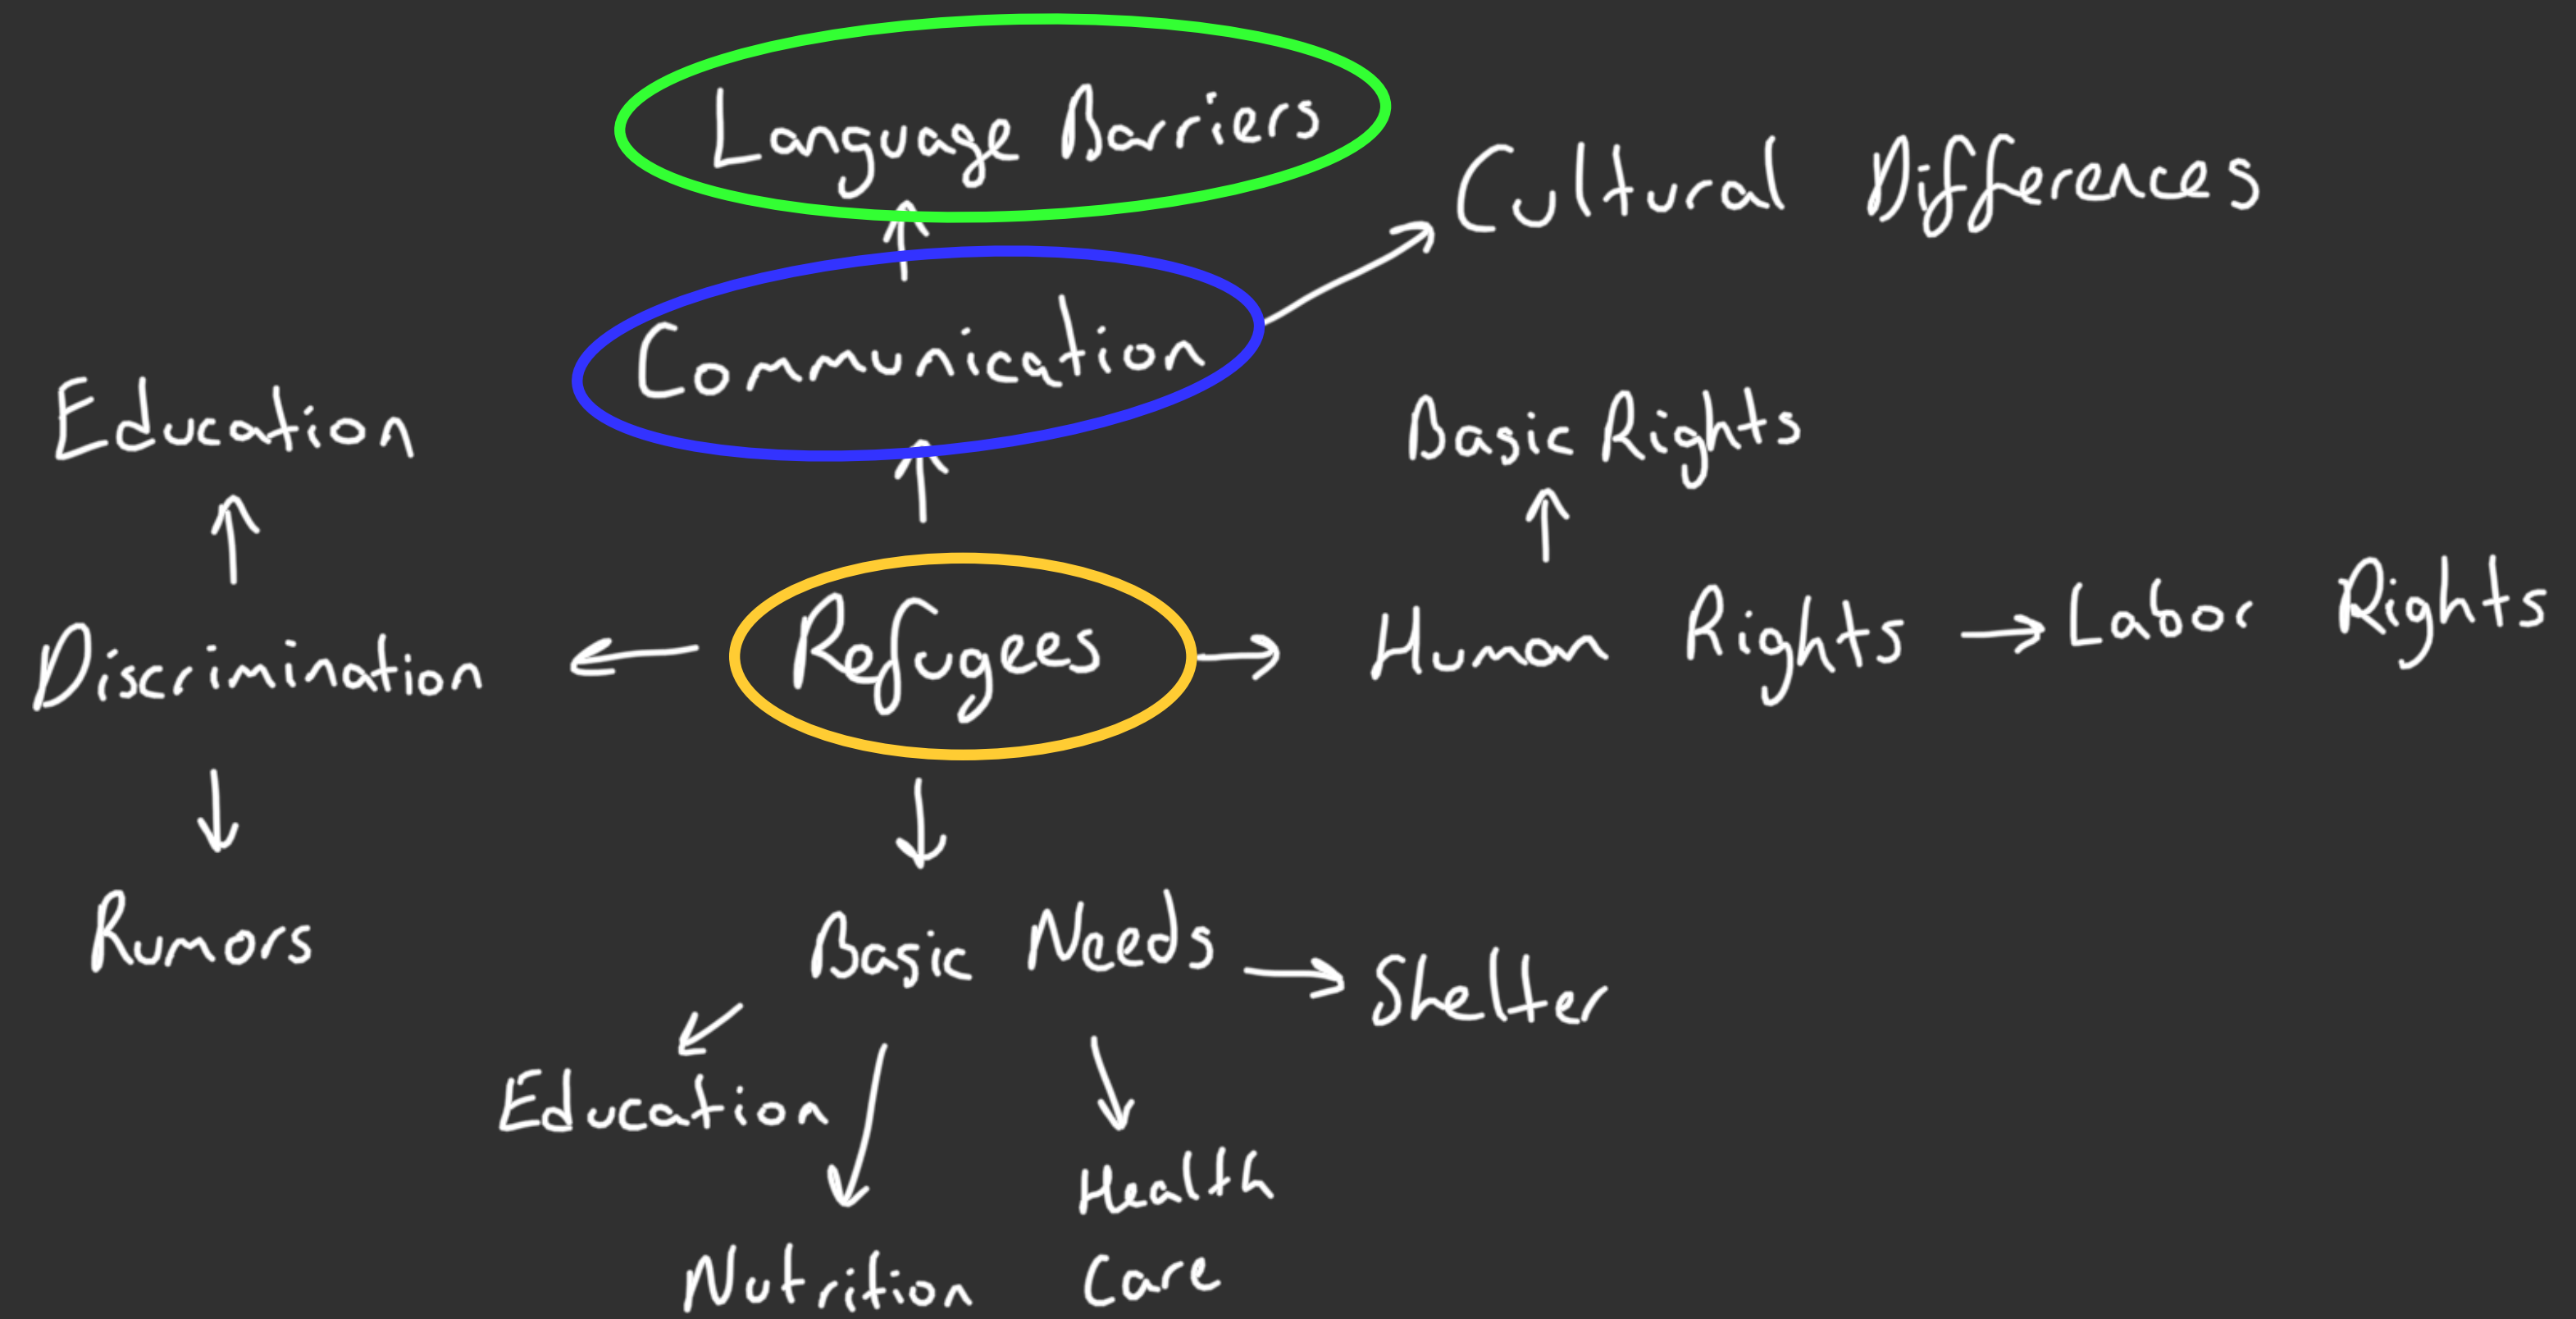 Language Barriers
Cultural Differences
Communication
Education
Basic Rights
Discrimination
Refugees
Human Rights
Labor Rights
Rumors
Basic Needs
Shelter
Education
Health
Care
Nutrition